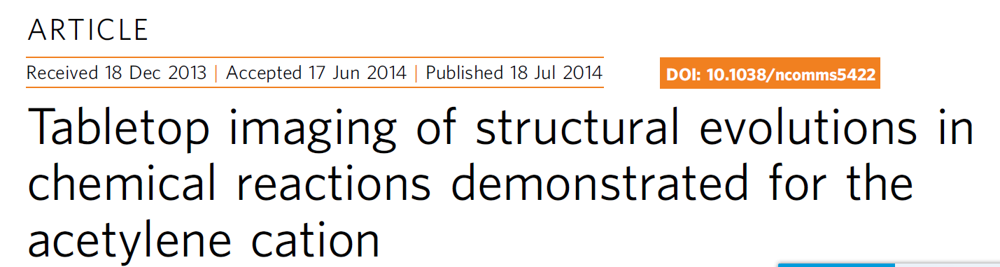 ARTICLE
Received 18 Dec 2013 | Accepted 17 Jun 2014 | Published 18 Jul 2014
DOI: 10.1038/ncomms5422
Tabletop imaging of structural evolutions in
chemical reactions demonstrated for the
acetylene cation